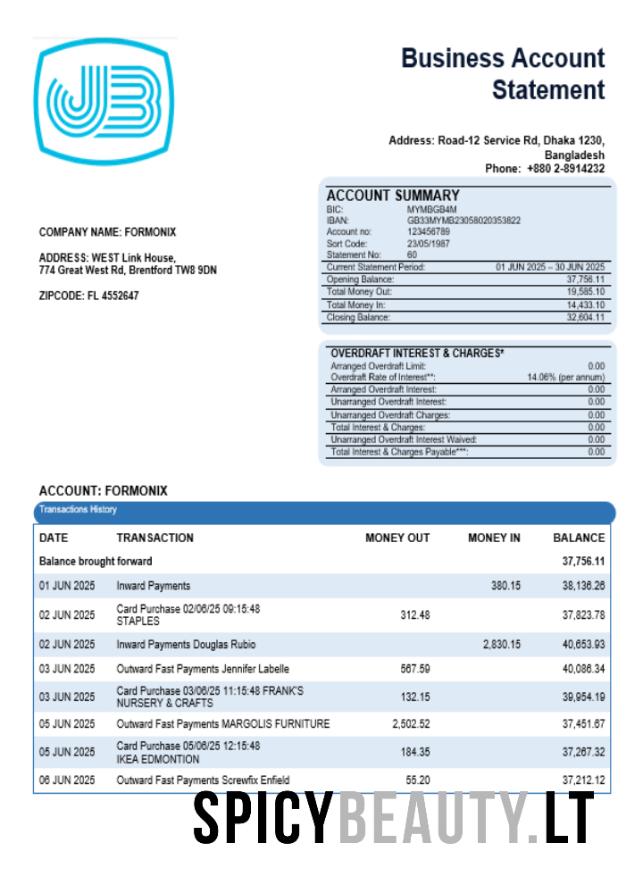 JB
Business Account
Statement
Address: Road-12 Service Rd, Dhaka 1230,
Bangladesh
Phone: +880 2-8914232
COMPANY NAME: FORMONIX
ADDRESS: WEST Link House,
774 Great West Rd, Brentford TW8 9DN
ZIPCODE: FL 4552647
ACCOUNT SUMMARY
BIC: MYMBGB4M
IBAN: GB33MYMB23058020353822
Account no: 123456789
Sort Code: 23/05/1987
Statement No: 60
Current Statement Period: 01 JUN 2025 – 30 JUN 2025
Opening Balance: 37,756.11
Total Money Out: 19,585.10
Total Money In: 14,433.10
Closing Balance: 32,604.11
OVERDRAFT INTEREST & CHARGES*
Arranged Overdraft Limit: 0.00
Overdraft Rate of Interest**: 14.06% (per annum)
Arranged Overdraft Interest: 0.00
Unarranged Overdraft Interest: 0.00
Unarranged Overdraft Charges: 0.00
Total Interest & Charges: 0.00
Unarranged Overdraft Interest Waived: 0.00
Total Interest & Charges Payable***: 0.00
ACCOUNT: FORMONIX
Transactions History
DATE TRANSACTION MONEY OUT MONEY IN BALANCE
Balance brought forward 37,756.11
01 JUN 2025 Inward Payments 380.15 38,136.26
02 JUN 2025 Card Purchase 02/06/25 09:15:48 312.48 37,823.78
STAPLES
02 JUN 2025 Inward Payments Douglas Rubio 2,830.15 40,653.93
03 JUN 2025 Outward Fast Payments Jennifer Labelle 567.59 40,086.34
03 JUN 2025 Card Purchase 03/06/25 11:15:48 FRANK'S 132.15 39,954.19
NURSERY & CRAFTS
05 JUN 2025 Outward Fast Payments MARGOLIS FURNITURE 2,502.52 37,451.67
05 JUN 2025 Card Purchase 05/06/25 12:15:48 184.35 37,267.32
IKEA EDMONTION
06 JUN 2025 Outward Fast Payments Screwfix Enfield 55.20 37,212.12
SPICYBEAUTY.LT